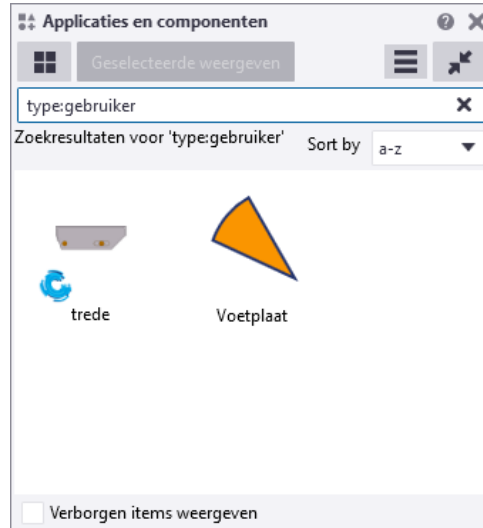 Applicaties en componenten
Geselecteerde weergeven
type:gebruiker
Zoekresultaten voor 'type:gebruiker' Sort by a-z
trede Voetplaat
Verborgen items weergeven